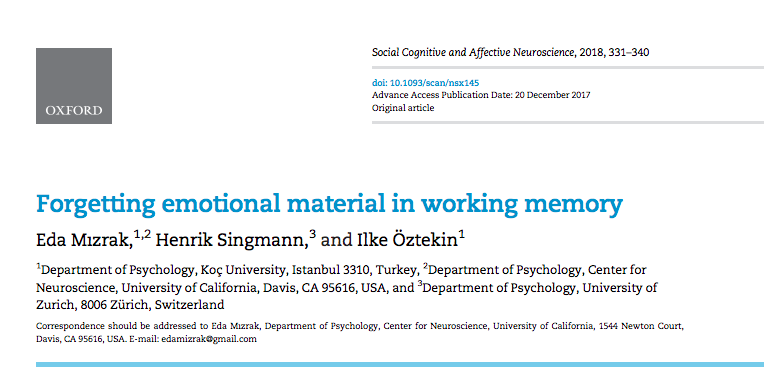 OXFORD
Social Cognitive and Affective Neuroscience, 2018, 331–340
doi: 10.1093/scan/nsx145
Advance Access Publication Date: 20 December 2017
Original article
Forgetting emotional material in working memory
Eda Mızrak,1,2 Henrik Singmann,3 and Ilke Öztekin1
1Department of Psychology, Koç University, Istanbul 3310, Turkey, 2Department of Psychology, Center for
Neuroscience, University of California, Davis, CA 95616, USA, and 3Department of Psychology, University of
Zurich, 8006 Zürich, Switzerland
Correspondence should be addressed to Eda Mızrak, Department of Psychology, Center for Neuroscience, University of California, 1544 Newton Court,
Davis, CA 95616, USA. E-mail: edamizrak@gmail.com